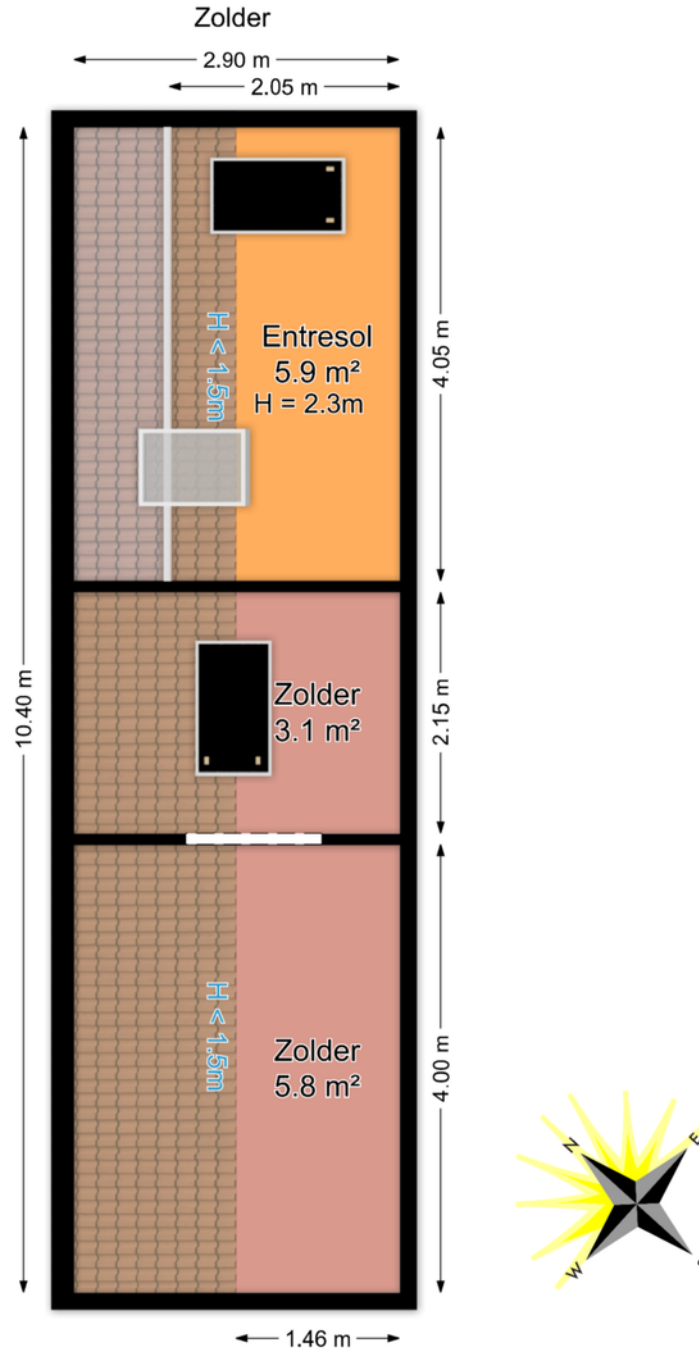 Zolder
2.90 m
2.05 m
H < 1.5m
Entresol
5.9 m²
H = 2.3m
4.05 m
10.40 m
Zolder
3.1 m²
2.15 m
H < 1.5m
Zolder
5.8 m²
4.00 m
N
E
W
1.46 m